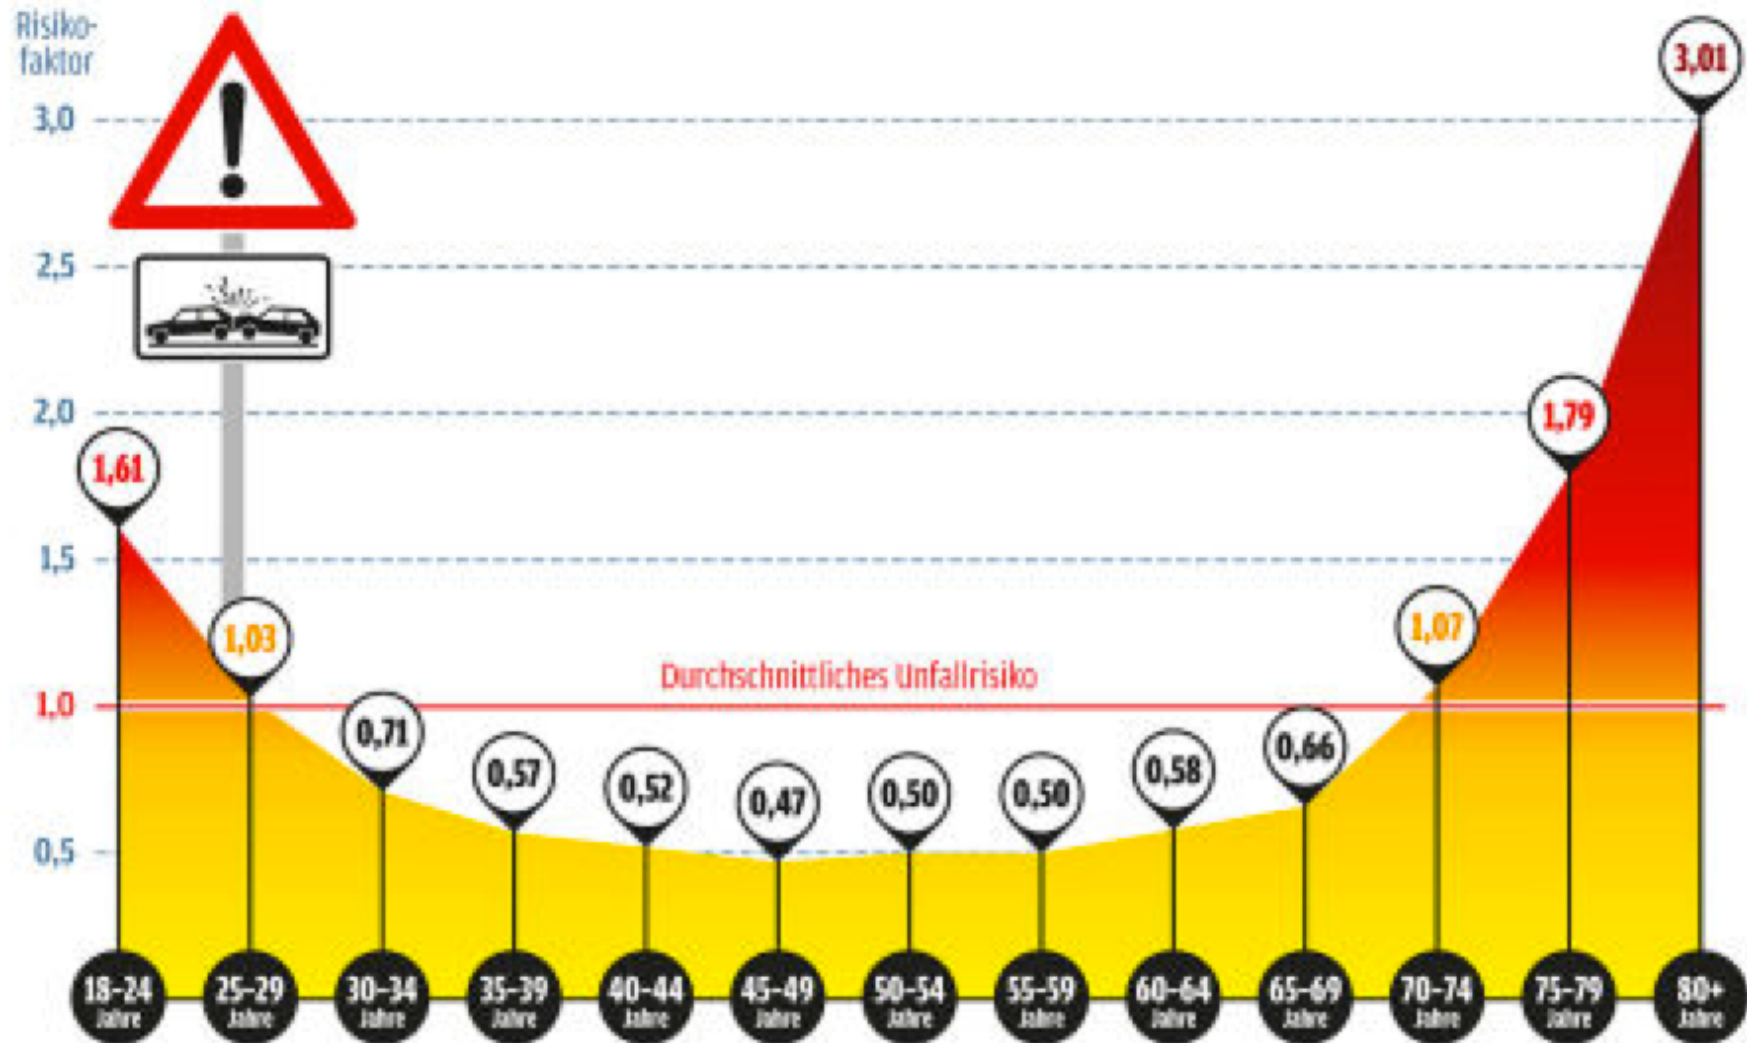 Risiko-
faktor
3,0
2,5
2,0
1,5
1,0
0,5
3,01
1,79
1,61
1,03
1,07
Durchschnittliches Unfallrisiko
0,71
0,57
0,52
0,47
0,50
0,50
0,58
0,66
18-24
Jahre
25-29
Jahre
30-34
Jahre
35-39
Jahre
40-44
Jahre
45-49
Jahre
50-54
Jahre
55-59
Jahre
60-64
Jahre
65-69
Jahre
70-74
Jahre
75-79
Jahre
80+
Jahre